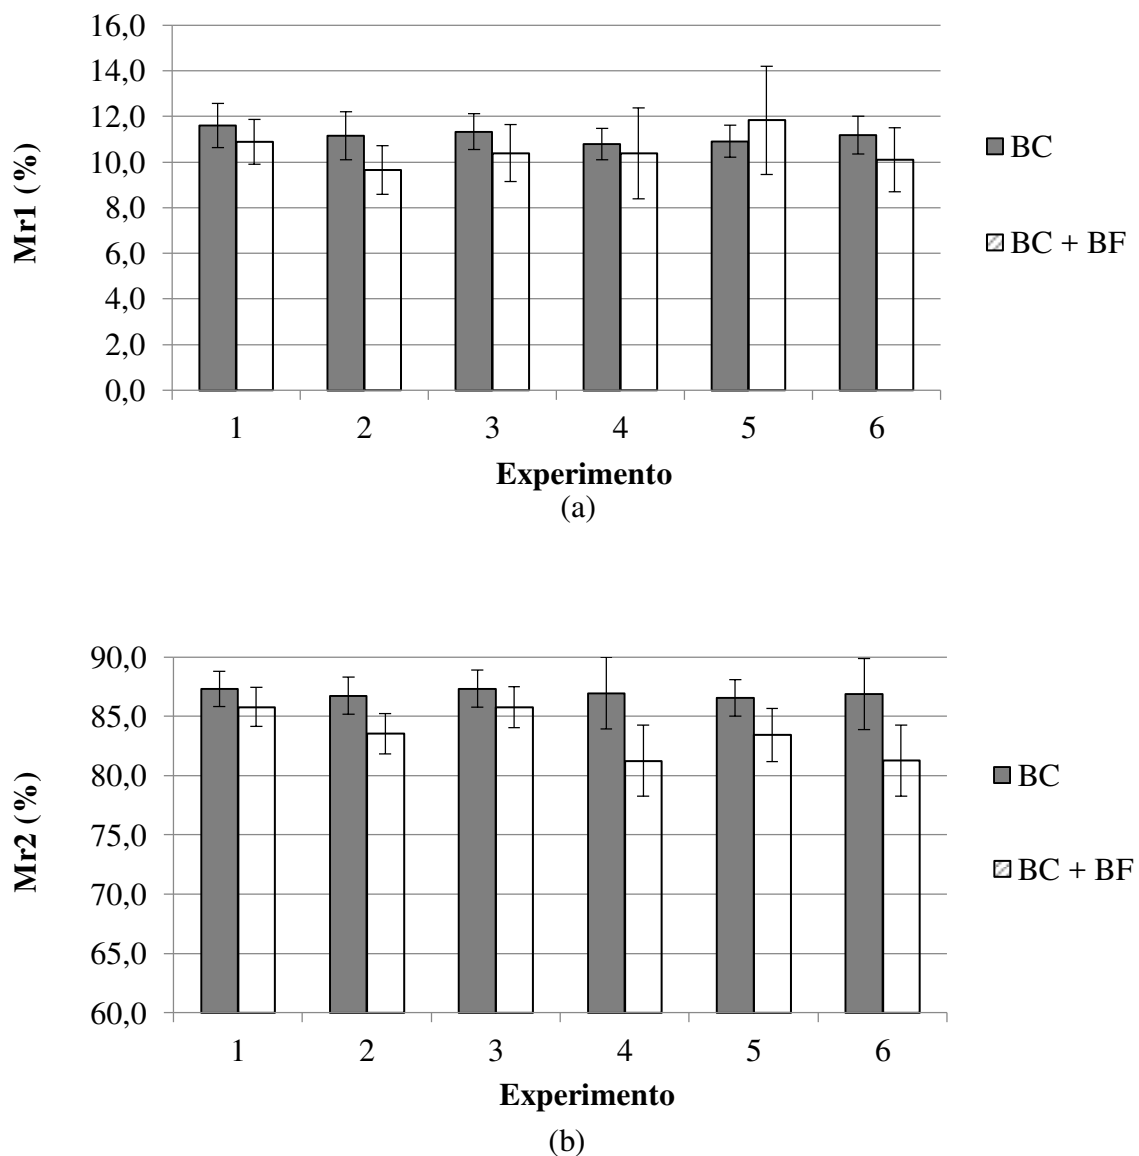 16,0
14,0
12,0
10,0
8,0
6,0
4,0
2,0
0,0
Mr1 (%)
1 2 3 4 5 6
Experimento
(a)
BC
BC + BF
90,0
85,0
80,0
75,0
70,0
65,0
60,0
Mr2 (%)
1 2 3 4 5 6
Experimento
(b)
BC
BC + BF